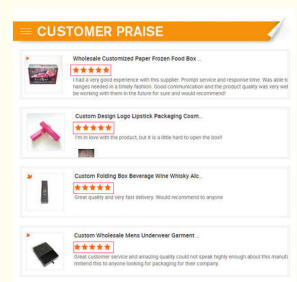 CUSTOMER PRAISE
Wholesale Customized Paper Frozen Food Box ...
I had a very good experience with this supplier. Prompt service and response time. Was able to
hanges needed in a timely fashion. Good communication and the product quality was very wel
be working with them in the future for sure and would recommend!
Custom Design Logo Lipstick Packaging Cosm..
I'm in love with the product, but it is a little hard to open the box!!
Custom Folding Box Beverage Wine Whisky Alc..
Great quality and very fast delivery. Would recommend to anyone
Custom Wholesale Mens Underwear Garment ..
Great customer service and amazing quality could not speak highly enough about this manufa
mmend this to anyone looking for packaging for their company.